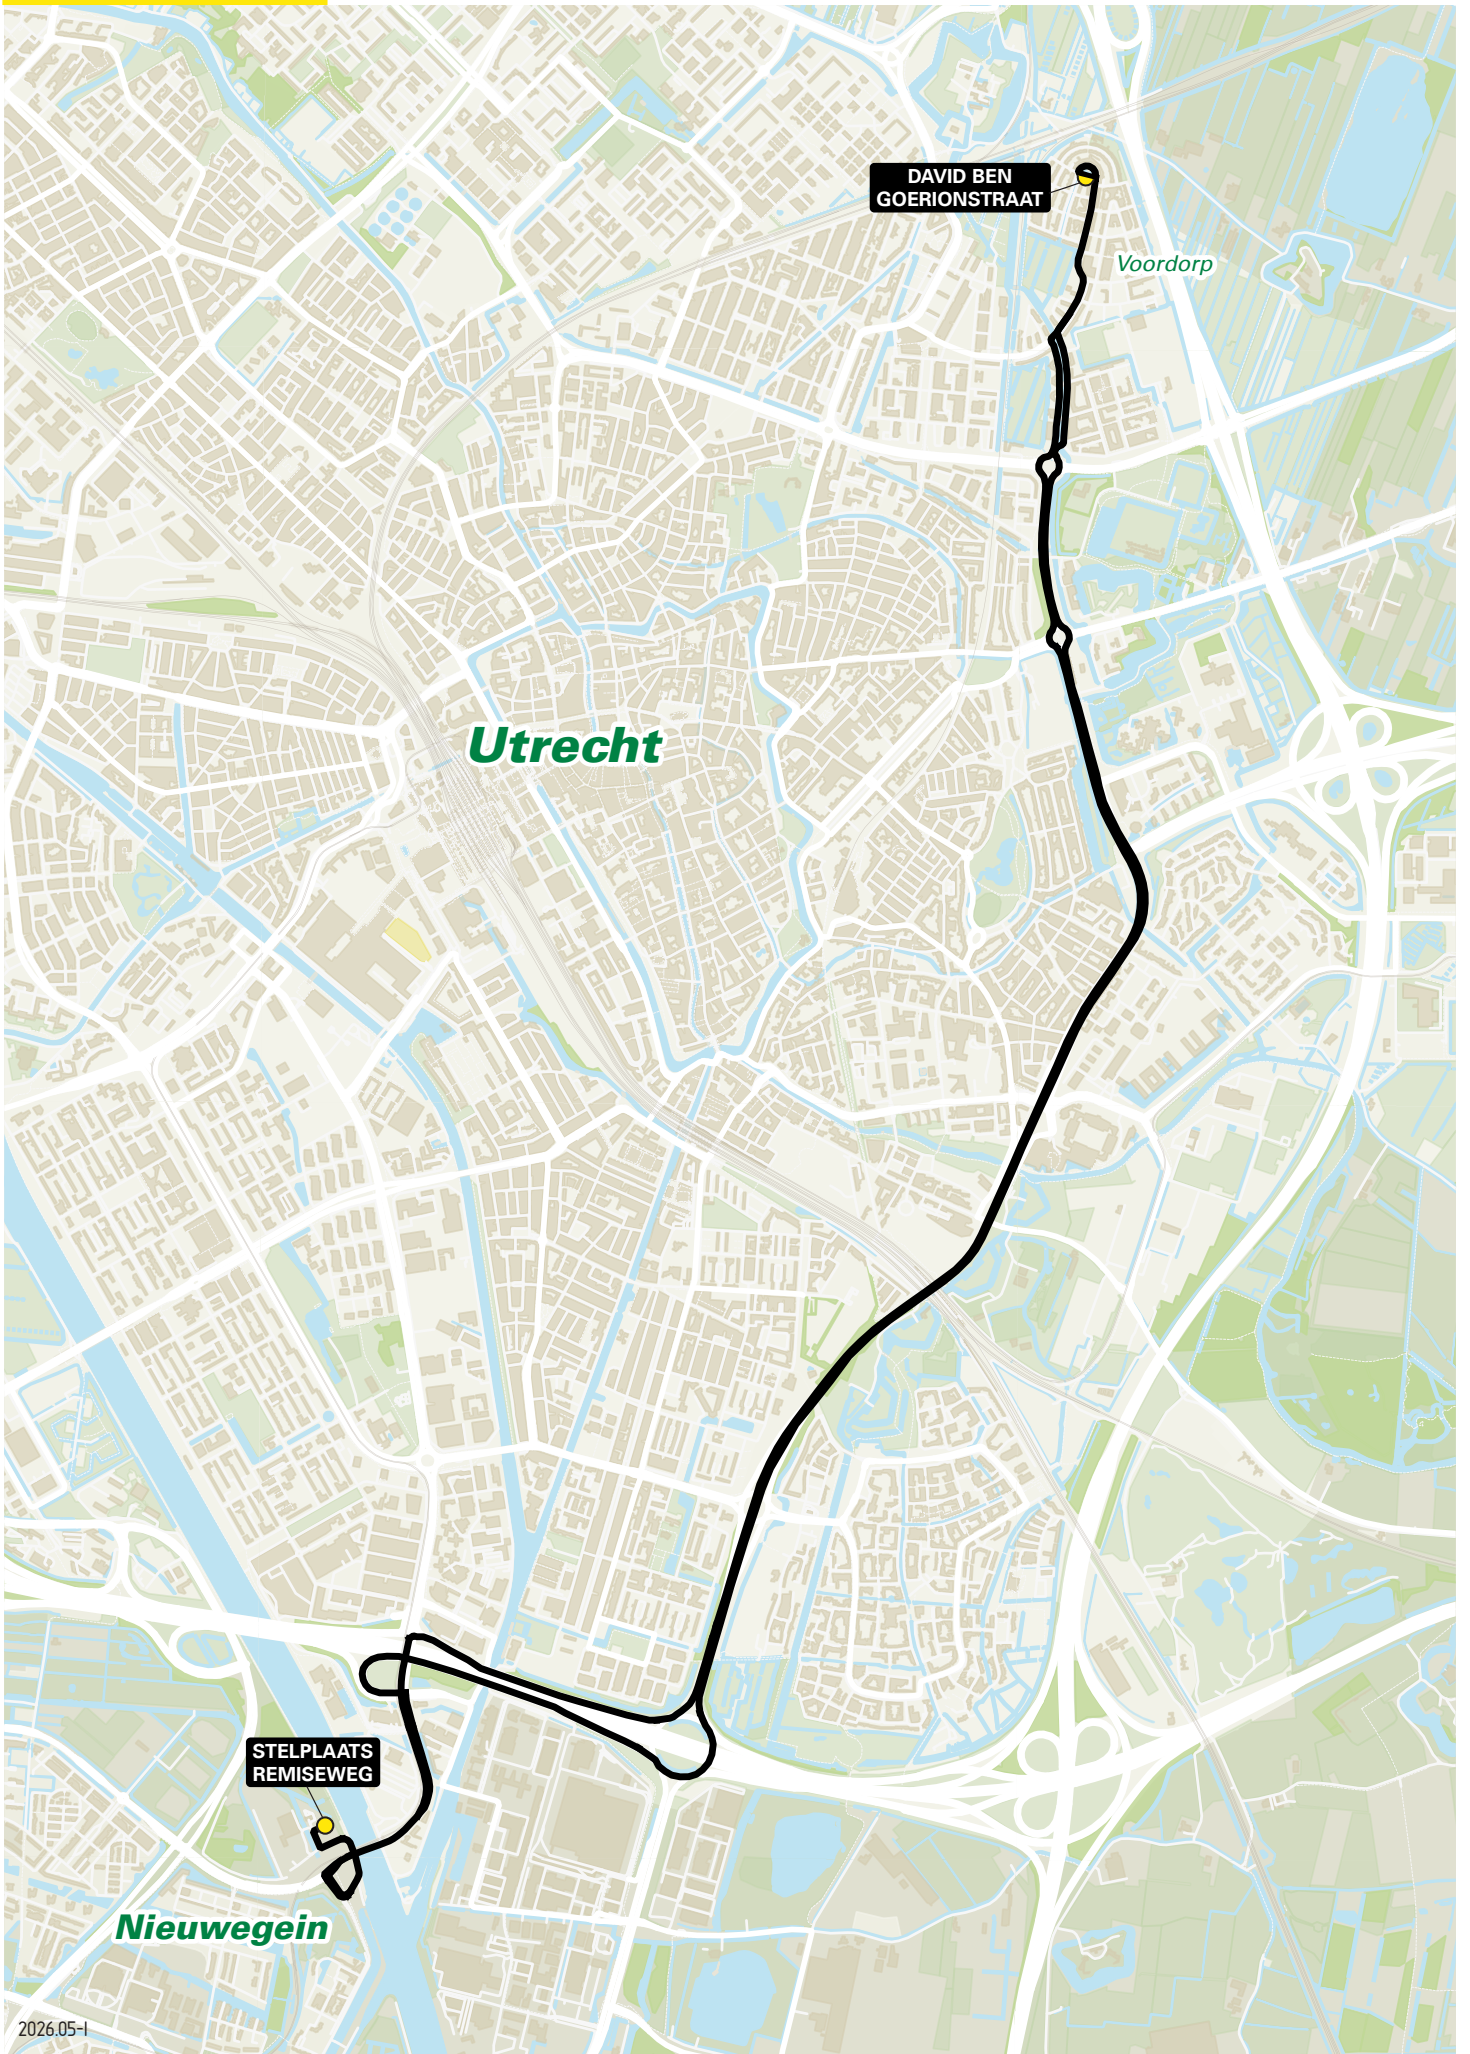 DAVID BEN
GOERIONSTRAAT
Voordorp
Utrecht
STELPLAATS
REMISEWEG
Nieuwegein
2026.05-I